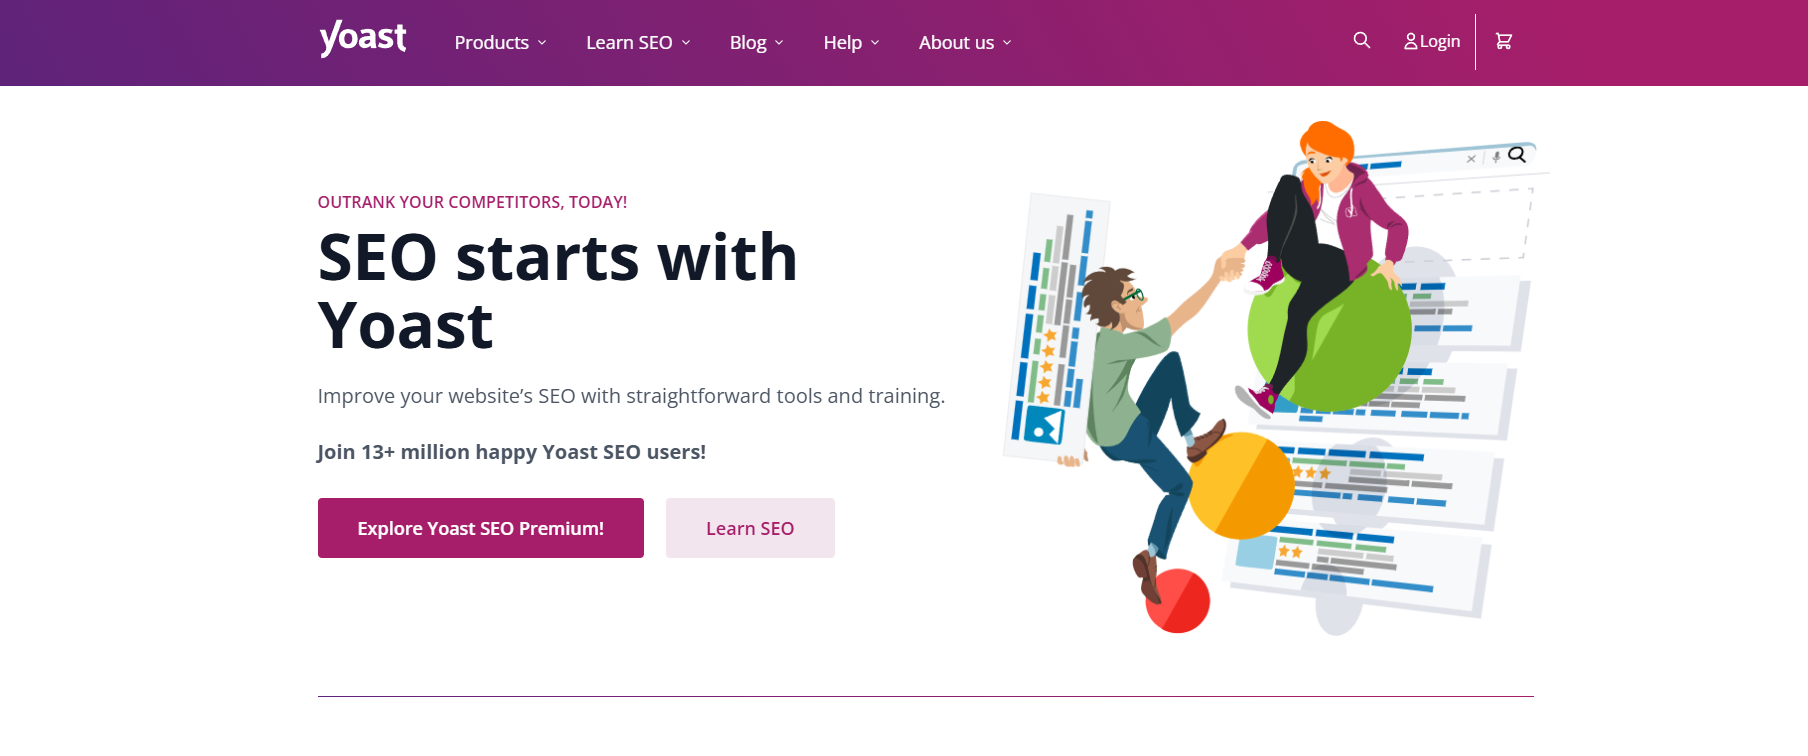 yoast
Products
Learn SEO
Blog
Help
About us
Login
OUTRANK YOUR COMPETITORS, TODAY!
SEO starts with
Yoast
Improve your website’s SEO with straightforward tools and training.
Join 13+ million happy Yoast SEO users!
Explore Yoast SEO Premium!
Learn SEO